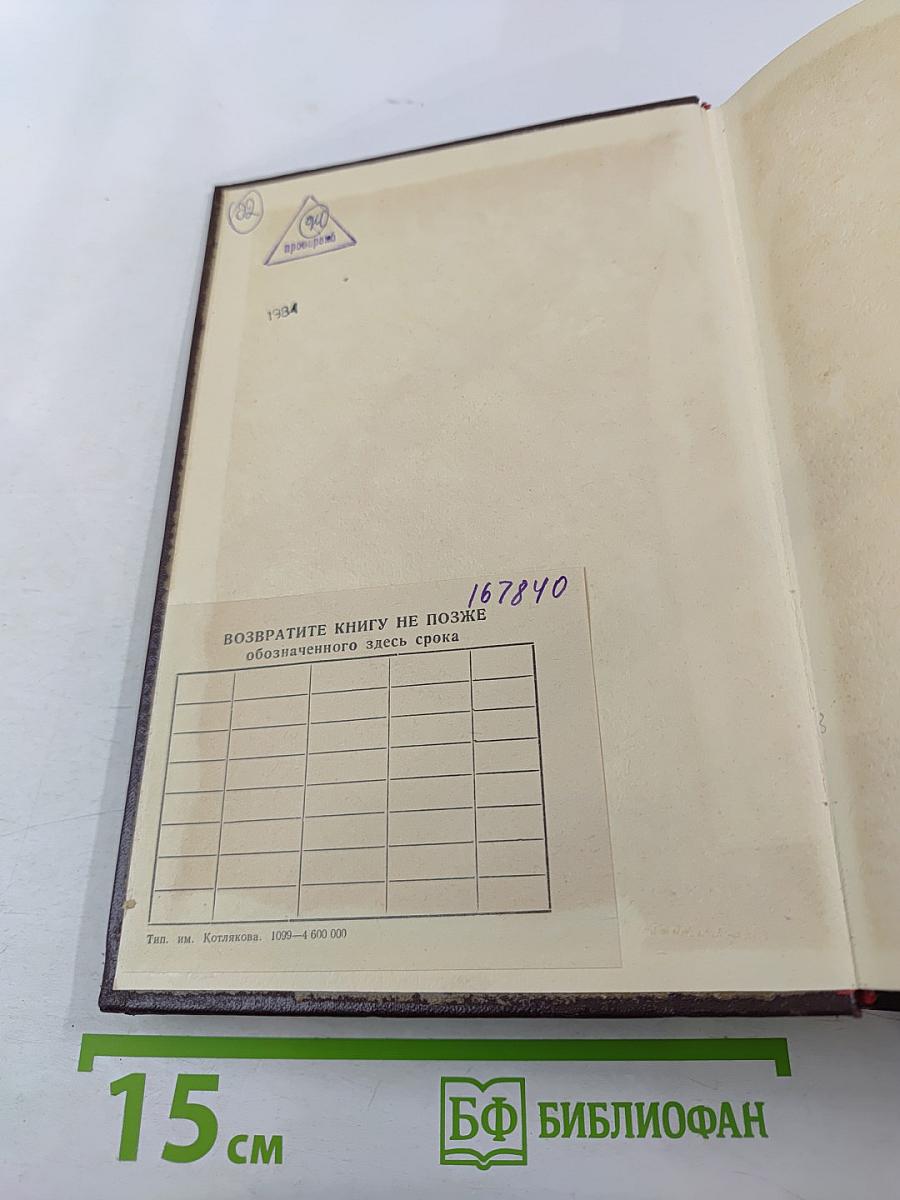 проверено
198
167840
ВОЗВРАТИТЕ КНИГУ НЕ ПОЗЖЕ
обозначенного здесь срока
Тип. им. Котлякова. 1099—4 600 000
15 см
БФ БИБЛИОФАН